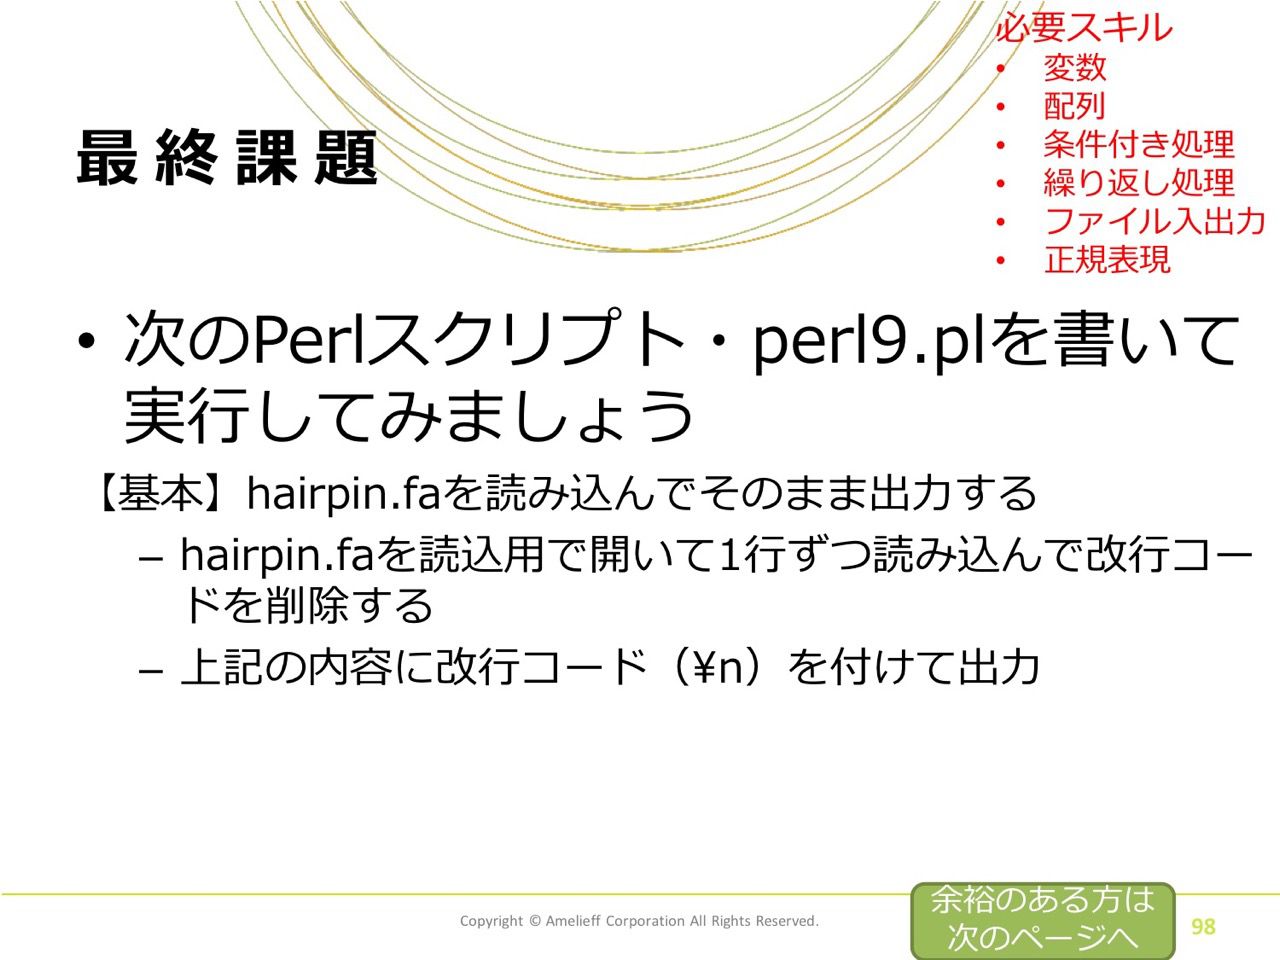 必要スキル
• 変数
• 配列
• 条件付き処理
• 繰り返し処理
• ファイル入出力
• 正規表現
最終課題
• 次のPerlスクリプト・perl9.plを書いて
実行してみましょう
【基本】hairpin.faを読み込んでそのまま出力する
– hairpin.faを読込用で開いて1行ずつ読み込んで改行コー
ドを削除する
– 上記の内容に改行コード（¥n）を付けて出力
余裕のある方は
次のページへ
Copyright © Amelieff Corporation All Rights Reserved.
98